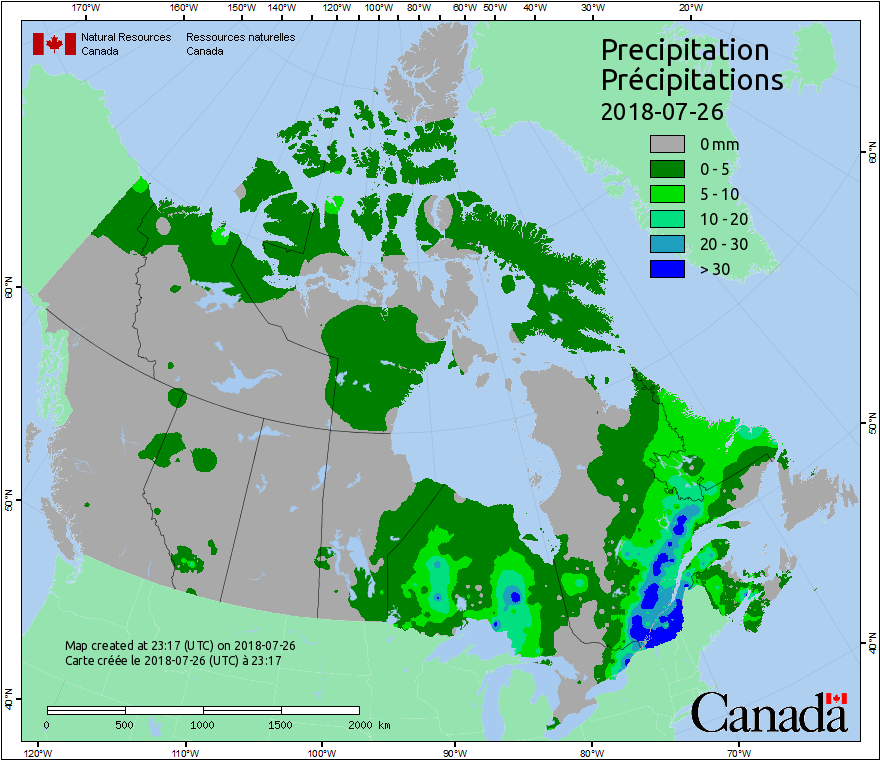 170°W 160°W 150°W 140°W 120°W 100°W 80°W 60°W 50°W 40°W 30°W 20°W
Natural Resources Ressources naturelles
Canada Canada
Precipitation
Précipitations
2018-07-26
0 mm
0 - 5
5 - 10
10 - 20
20 - 30
> 30
60°N
50°N
40°N
60°N
50°N
40°N
Map created at 23:17 (UTC) on 2018-07-26
Carte créée le 2018-07-26 (UTC) à 23:17
0 500 1000 1500 2000 km
Canada
120°W 110°W 100°W 90°W 80°W 70°W